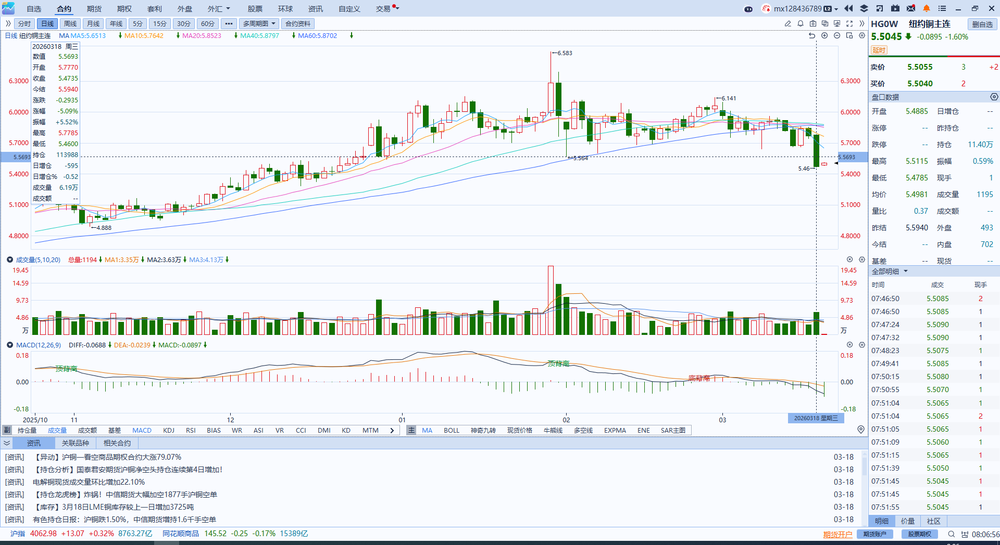 自选 合约 期货 期权 套利 外盘 外汇 股票 环球 资讯 自定义 交易 mx128436789 L2
分时 日线 周线 月线 年线 5分 15分 30分 60分 ••• 多周期图 合约资料
日线 纽约铜主连 MA MA5:5.6513 MA10:5.7642 MA20:5.8523 MA40:5.8797 MA60:5.8702
20260318 周三
数值 5.5693
开盘 5.7770
收盘 5.4735
今结 5.5940
涨跌 -0.2935
涨幅 -5.09%
振幅 +5.52%
最高 5.7785
最低 5.4600
持仓 113988
日增仓 -595
日增仓% -0.52
成交量 6.19万
成交额 --
6.3000
6.0000
5.7000
5.5693
5.4000
5.1000
4.8000
6.583
6.141
5.564
5.46
4.888
6.3000
6.0000
5.7000
5.5693
5.4000
5.1000
4.8000
成交量(5,10,20) 总量:1194 MA1:3.35万 MA2:3.63万 MA3:4.13万
19.45
14.59
9.73
4.86
万
19.45
14.59
9.73
4.86
万
MACD(12,26,9) DIFF:-0.0688 DEA:-0.0239 MACD:-0.0897
0.18
0.00
-0.18
顶背离
顶背离
底背离
0.18
0.00
-0.18
2025/10 11 12 01 02 03 20260318 星期三
副 持仓量 成交量 成交额 基差 MACD KDJ RSI BIAS WR ASI VR CCI DMI KD MTM 主 MA BOLL 神奇九转 现货价格 牛能线 多空线 EXPMA ENE SAR主图
资讯 关联品种 相关合约
[资讯] 【异动】沪铜一看空商品期权合约大涨79.07% 03-18
[资讯] 【持仓分析】国泰君安期货沪铜净空头持仓连续第4日增加！ 03-18
[资讯] 电解铜现货成交量环比增加22.10% 03-18
[资讯] 【持仓龙虎榜】炸锅！中信期货大幅加空1877手沪铜空单 03-18
[资讯] 【库存】3月18日LME铜库存较上一日增加3725吨 03-18
[资讯] 有色持仓日报：沪铜跌1.50%，中信期货增持1.6千手空单 03-18
HG0W 纽约铜主连 删自选
5.5045 -0.0895 -1.60%
延时
卖价 5.5055 3 +2
买价 5.5040 2
盘口数据
开盘 5.4885 日增仓 --
涨停 -- 昨持仓 --
跌停 -- 持仓 11.40万
最高 5.5115 振幅 0.59%
最低 5.4785 现手 1
均价 5.4981 成交量 1195
量比 0.37 成交额 --
昨结 5.5940 外盘 493
今结 -- 内盘 702
基差 -- 现货 --
全部明细
时间 成交 现手
07:46:50 5.5085 2
07:46:50 5.5085 1
07:47:24 5.5090 1
07:47:32 5.5090 1
07:48:23 5.5075 1
07:49:41 5.5085 1
07:50:15 5.5080 1
07:50:55 5.5070 1
07:51:04 5.5065 1
07:51:04 5.5065 2
07:51:05 5.5065 1
07:51:09 5.5060 1
07:51:15 5.5065 1
07:51:39 5.5050 1
07:51:45 5.5045 1
07:51:45 5.5045 1
07:51:55 5.5045 1
明细 价量 社区
沪指 4062.98 +13.07 +0.32% 8763.27亿 同花顺商品 145.52 -0.25 -0.17% 15389亿 期货开户 期货账户 股票期权 08:06:56